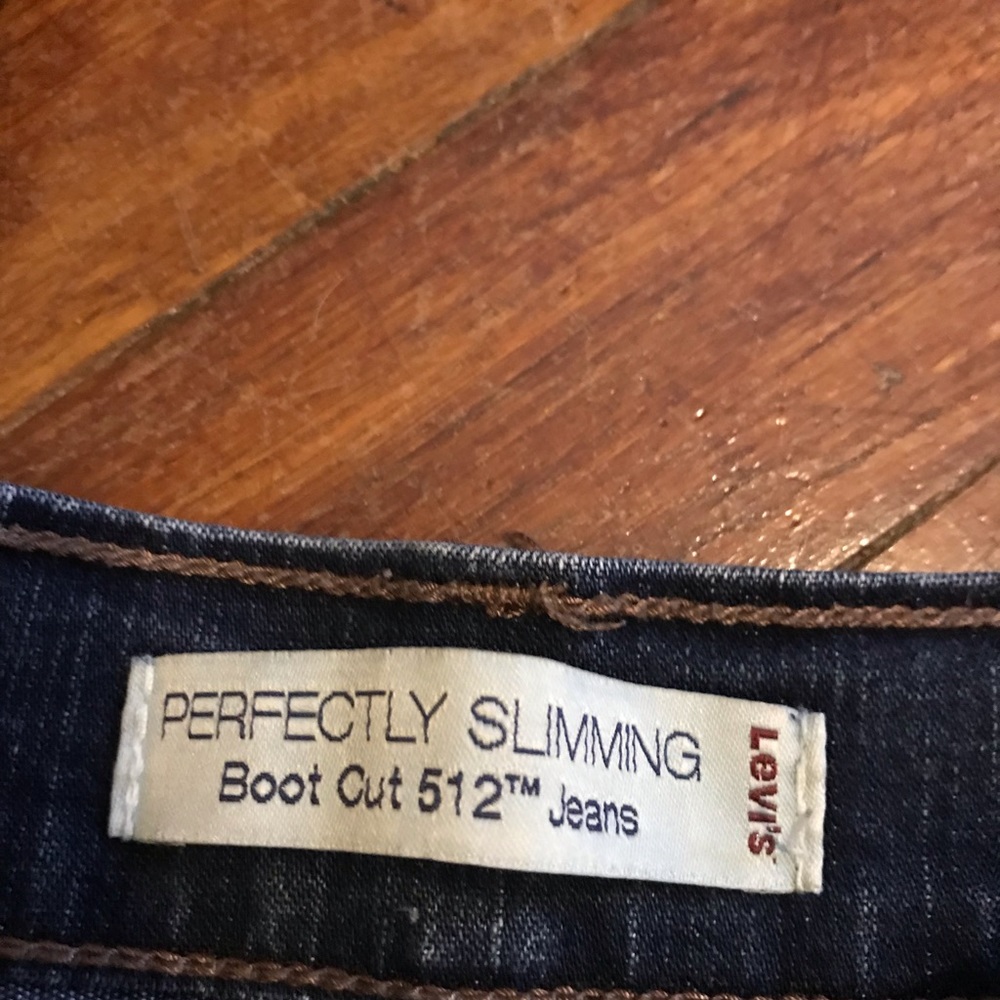 PERFECTLY SLIMMING
Boot Cut 512™ Jeans
Levi's